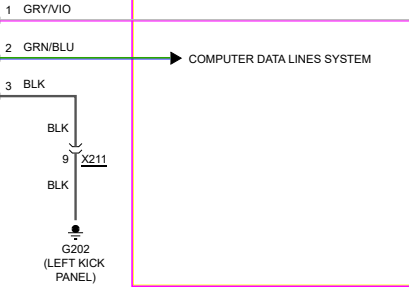 1 GRY/VIO
2 GRN/BLU
COMPUTER DATA LINES SYSTEM
3 BLK
BLK
9 X211
BLK
G202
(LEFT KICK
PANEL)